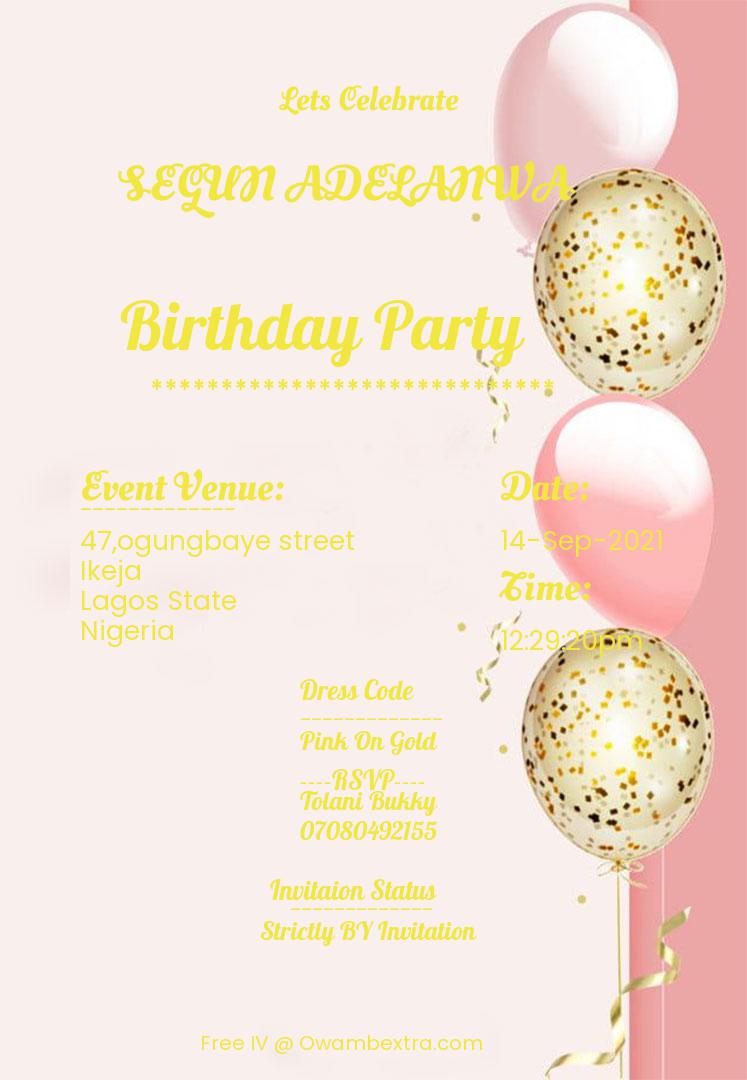 Lets Celebrate
SEGUN ADELANWA
Birthday Party
*****************************
Event Venue:
-------------
47,ogungbaye street
Ikeja
Lagos State
Nigeria
Date:
14-Sep-2021
Time:
12:29:20pm
Dress Code
-------------
Pink On Gold
----RSVP----
Tolani Bukky
07080492155
Invitaion Status
-------------
Strictly BY Invitation
Free IV @ Owambextra.com